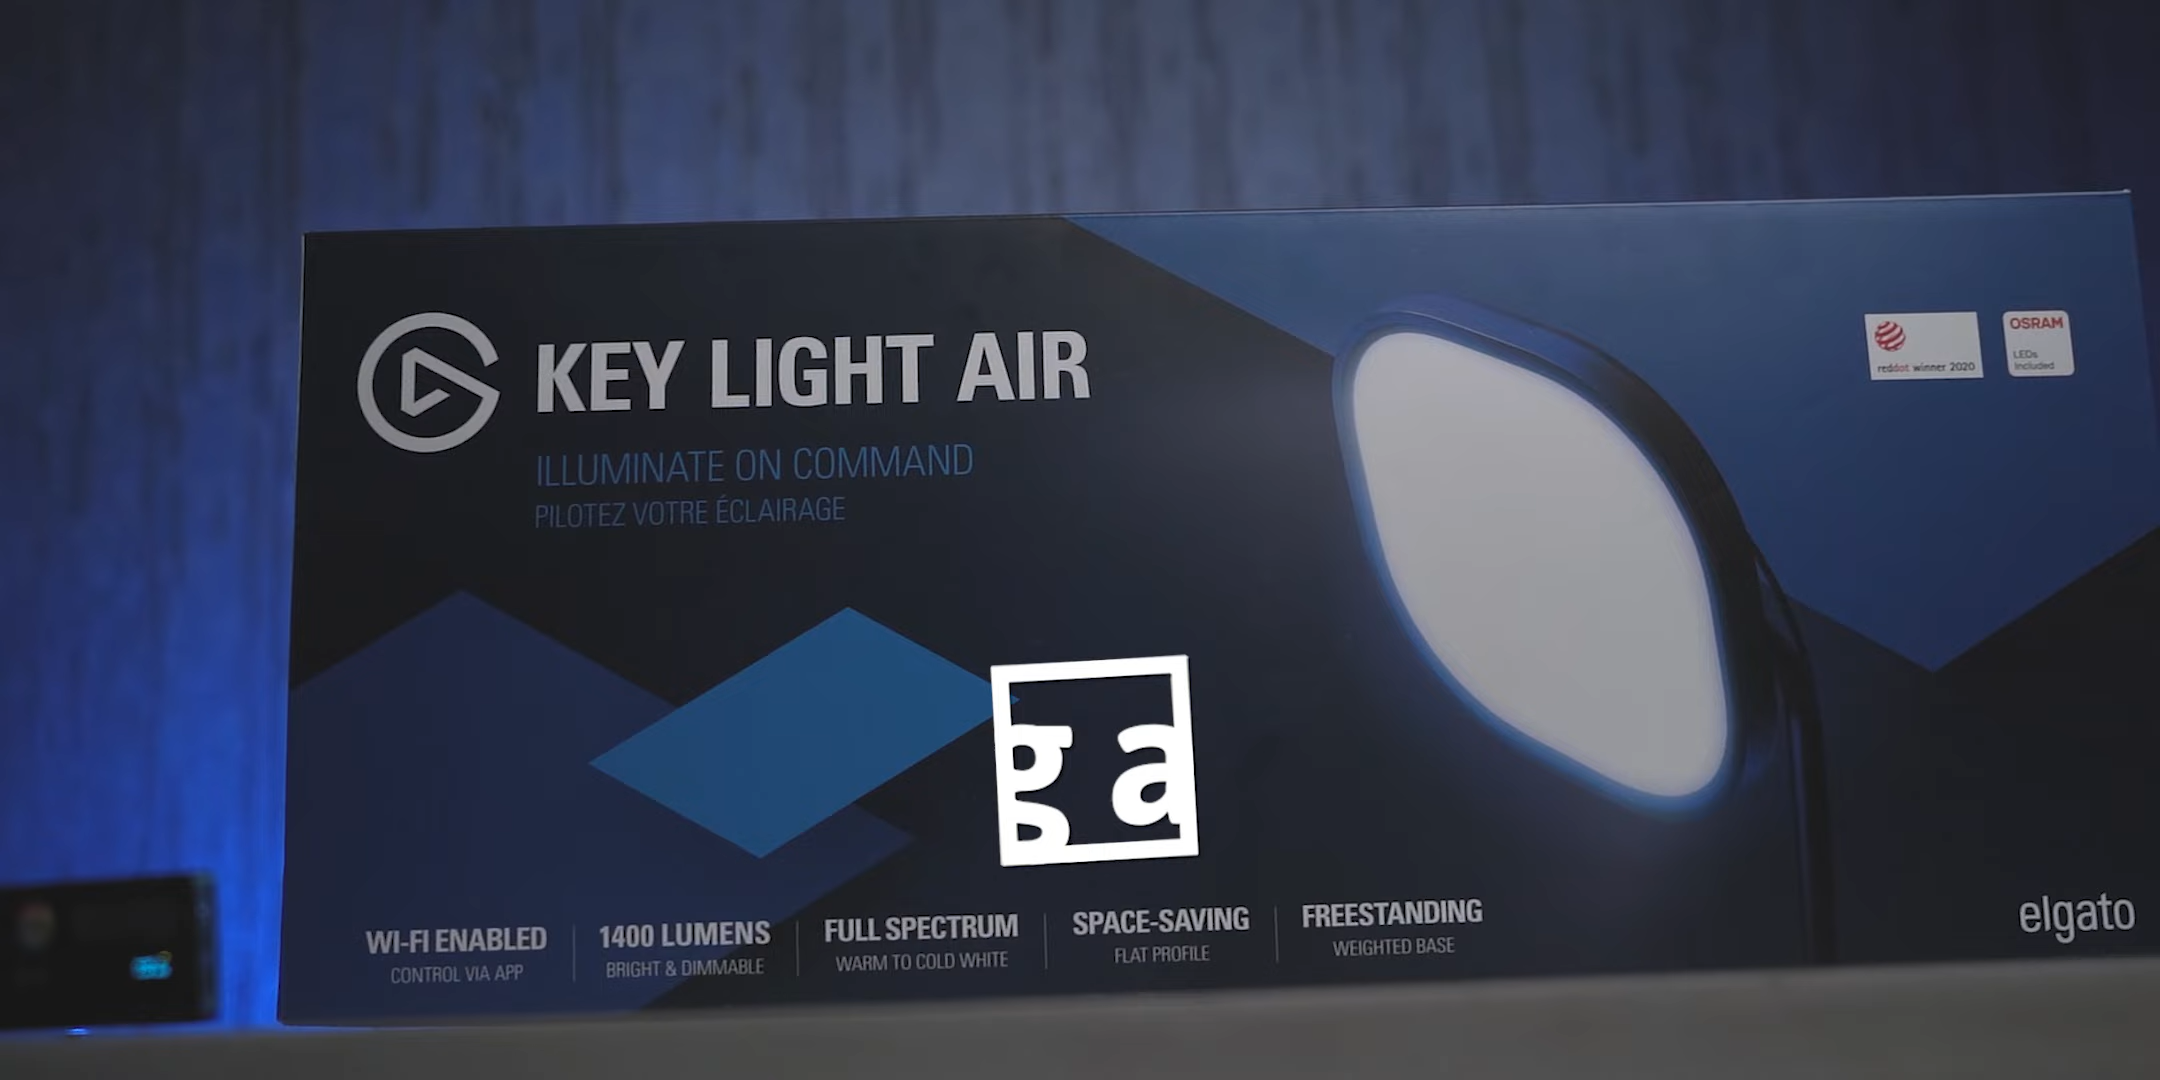 KEY LIGHT AIR
ILLUMINATE ON COMMAND
PILOTEZ VOTRE ÉCLAIRAGE
reddot winner 2020
OSRAM
LEDs
Included
ga
WI-FI ENABLED
CONTROL VIA APP
1400 LUMENS
BRIGHT & DIMMABLE
FULL SPECTRUM
WARM TO COLD WHITE
SPACE-SAVING
FLAT PROFILE
FREESTANDING
WEIGHTED BASE
elgato